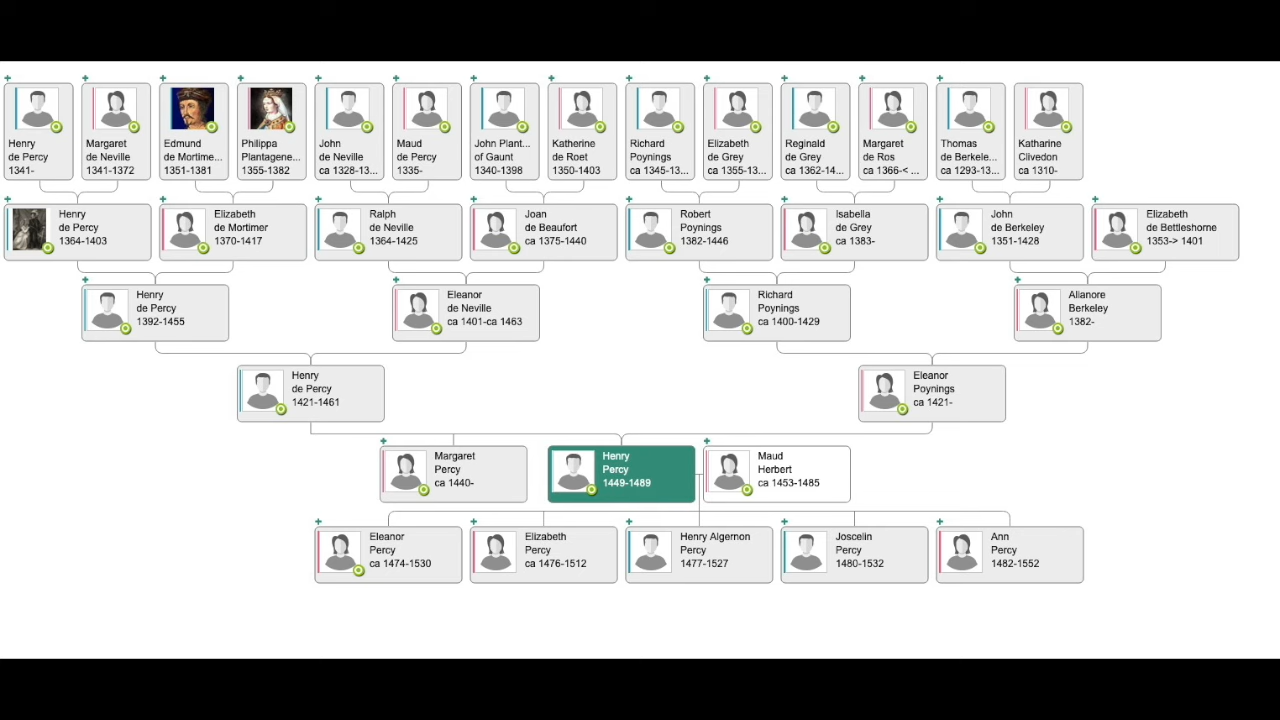 Henry
de Percy
1341-
Margaret
de Neville
1341-1372
Edmund
de Mortime...
1351-1381
Philippa
Plantagene...
1355-1382
John
de Neville
ca 1328-13...
Maud
de Percy
1335-
John Plant...
of Gaunt
1340-1398
Katherine
de Roet
1350-1403
Richard
Poynings
ca 1345-13...
Elizabeth
de Grey
ca 1355-13...
Reginald
de Grey
ca 1362-14...
Margaret
de Ros
ca 1366-< ...
Thomas
de Berkele...
ca 1293-13...
Katharine
Clivedon
ca 1310-
Henry
de Percy
1364-1403
Elizabeth
de Mortimer
1370-1417
Ralph
de Neville
1364-1425
Joan
de Beaufort
ca 1375-1440
Robert
Poynings
1382-1446
Isabella
de Grey
ca 1383-
John
de Berkeley
1351-1428
Elizabeth
de Bettleshorne
1353-> 1401
Henry
de Percy
1392-1455
Eleanor
de Neville
ca 1401-ca 1463
Richard
Poynings
ca 1400-1429
Alianore
Berkeley
1382-
Henry
de Percy
1421-1461
Eleanor
Poynings
ca 1421-
Margaret
Percy
ca 1440-
Henry
Percy
1449-1489
Maud
Herbert
ca 1453-1485
Eleanor
Percy
ca 1474-1530
Elizabeth
Percy
ca 1476-1512
Henry Algernon
Percy
1477-1527
Joscelin
Percy
1480-1532
Ann
Percy
1482-1552